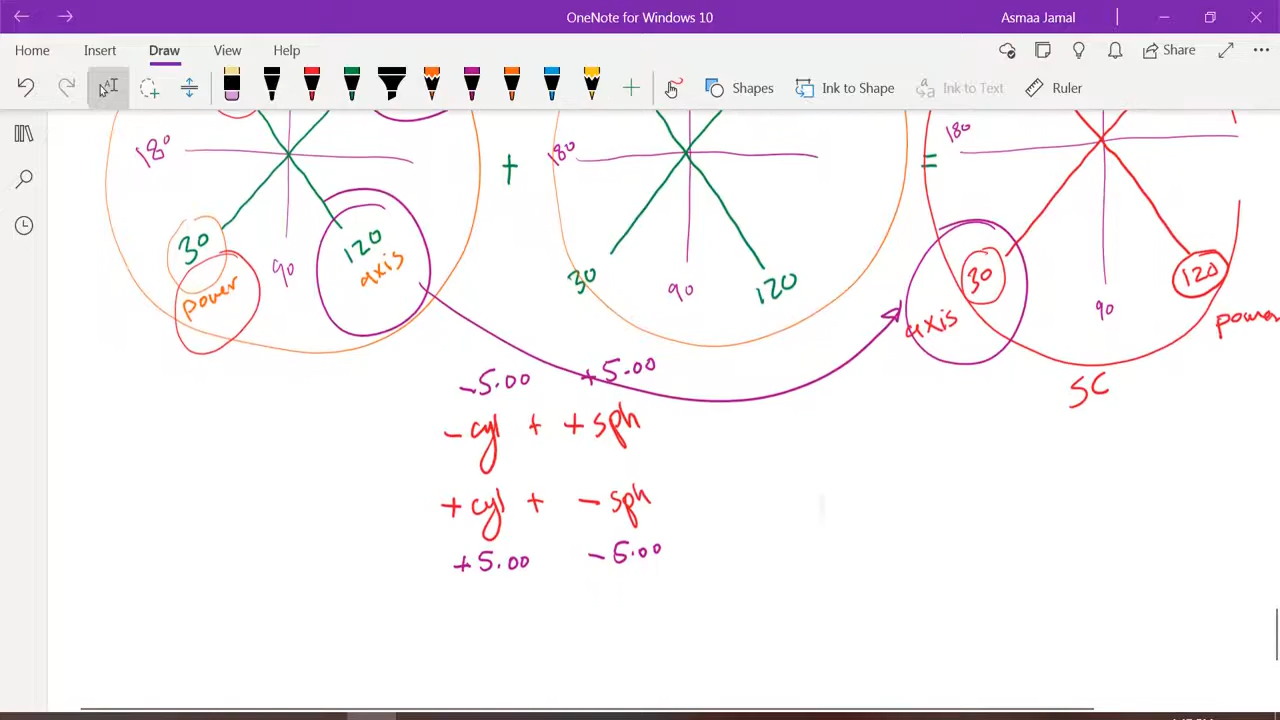 OneNote for Windows 10
Asmaa Jamal
Home Insert Draw View Help
Share
Shapes
Ink to Shape
Ink to Text
Ruler
180
180
180
+
=
30
120
90
power
axis
30
90
120
30
120
90
axis
power
SC
-5.00 +5.00
- cyl + + sph
+ cyl + - sph
+5.00 -5.00